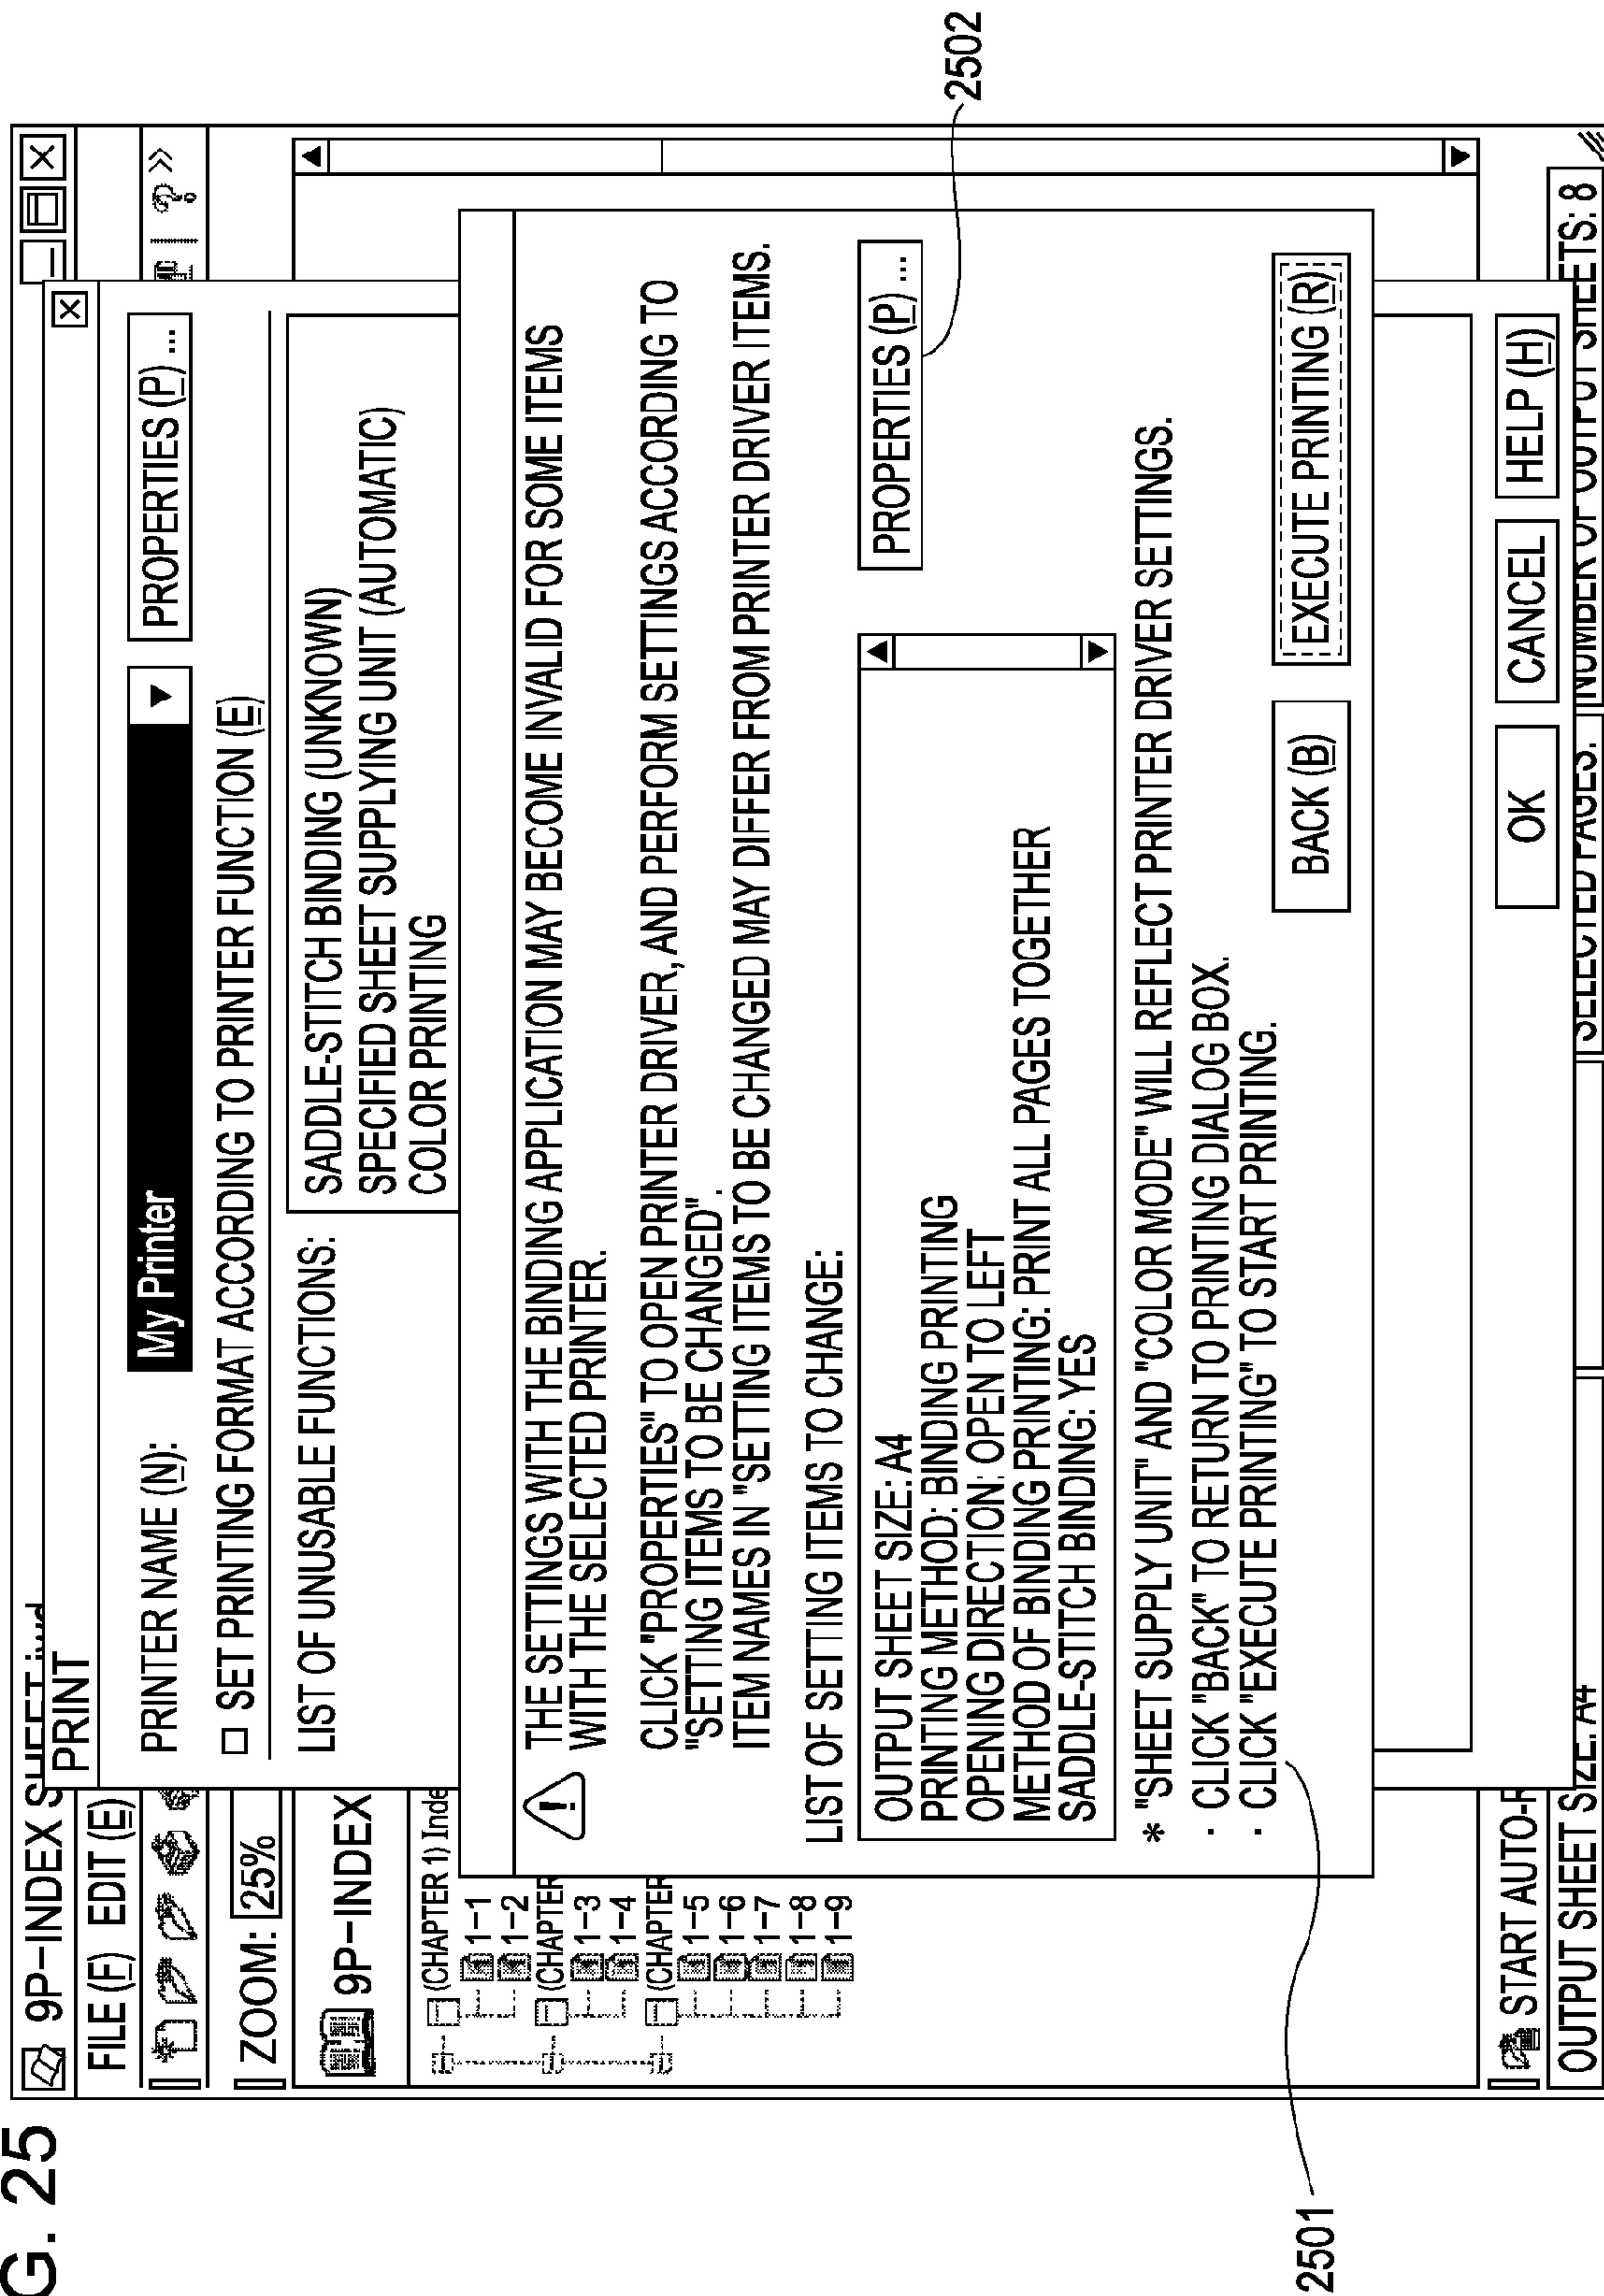 G. 25
9P-INDEX
FILE (F) EDIT (E)
? »
ZOOM: 25%
9P-INDEX
(CHAPTER 1) Inde
1-1
1-2
(CHAPTER
1-3
1-4
(CHAPTER
1-5
1-6
1-7
1-8
1-9
PRINT
PRINTER NAME (N): My Printer PROPERTIES (P) ...
SET PRINTING FORMAT ACCORDING TO PRINTER FUNCTION (E)
LIST OF UNUSABLE FUNCTIONS:
SADDLE-STITCH BINDING (UNKNOWN)
SPECIFIED SHEET SUPPLYING UNIT (AUTOMATIC)
COLOR PRINTING
THE SETTINGS WITH THE BINDING APPLICATION MAY BECOME INVALID FOR SOME ITEMS
WITH THE SELECTED PRINTER.
CLICK "PROPERTIES" TO OPEN PRINTER DRIVER, AND PERFORM SETTINGS ACCORDING TO
"SETTING ITEMS TO BE CHANGED".
ITEM NAMES IN "SETTING ITEMS TO BE CHANGED MAY DIFFER FROM PRINTER DRIVER ITEMS.
LIST OF SETTING ITEMS TO CHANGE:
OUTPUT SHEET SIZE: A4
PRINTING METHOD: BINDING PRINTING
OPENING DIRECTION: OPEN TO LEFT
METHOD OF BINDING PRINTING: PRINT ALL PAGES TOGETHER
SADDLE-STITCH BINDING: YES
PROPERTIES (P) ...
2502
* "SHEET SUPPLY UNIT" AND "COLOR MODE" WILL REFLECT PRINTER DRIVER SETTINGS.
· CLICK "BACK" TO RETURN TO PRINTING DIALOG BOX.
· CLICK "EXECUTE PRINTING" TO START PRINTING.
BACK (B) EXECUTE PRINTING (R)
2501
OK CANCEL HELP (H)
START AUTO-R
OUTPUT SHEET SIZE: A4 SELECTED PAGES. NUMBER OF OUTPUT SHEETS: 8